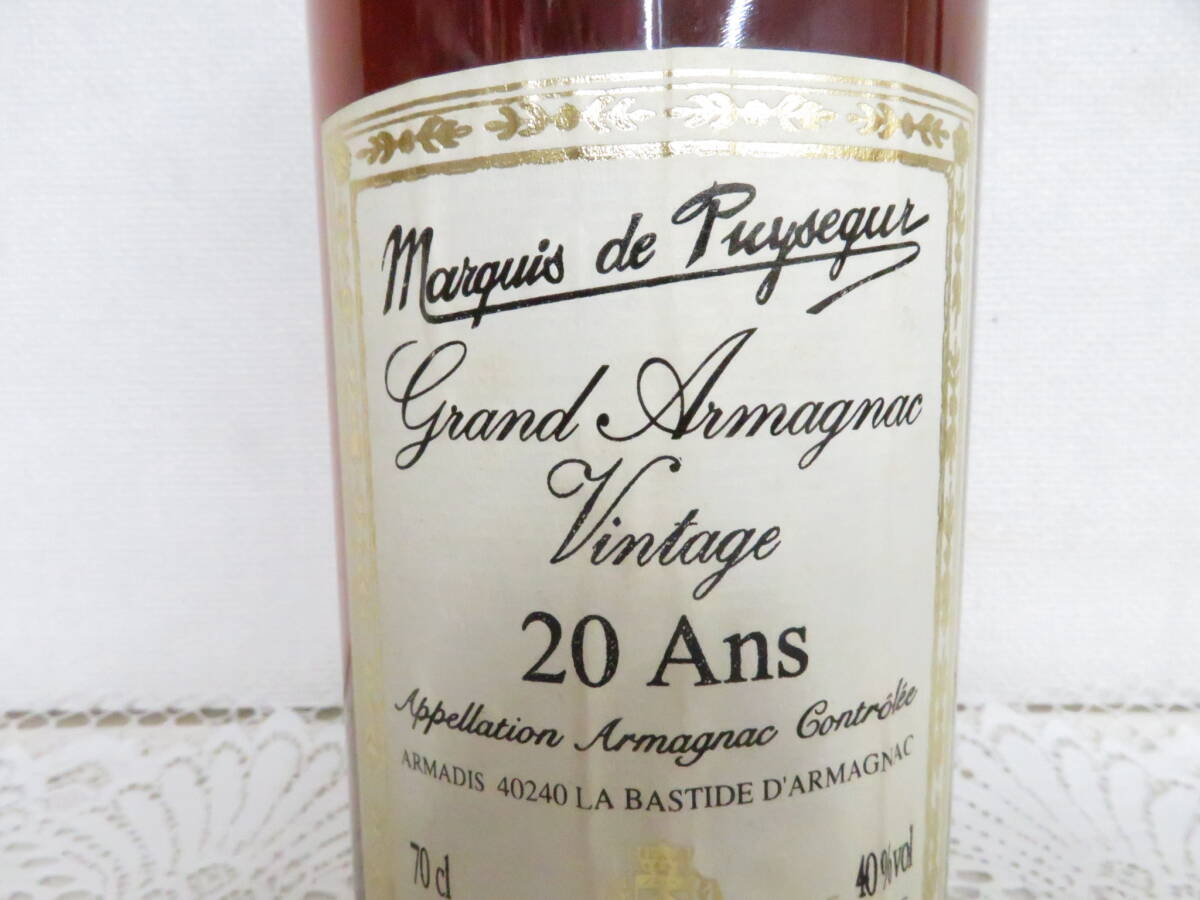 Marquis de Puysegur
Grand Armagnac
Vintage
20 Ans
Appellation Armagnac Contrôlée
ARMADIS 40240 LA BASTIDE D'ARMAGNAC
70 cl 40%vol